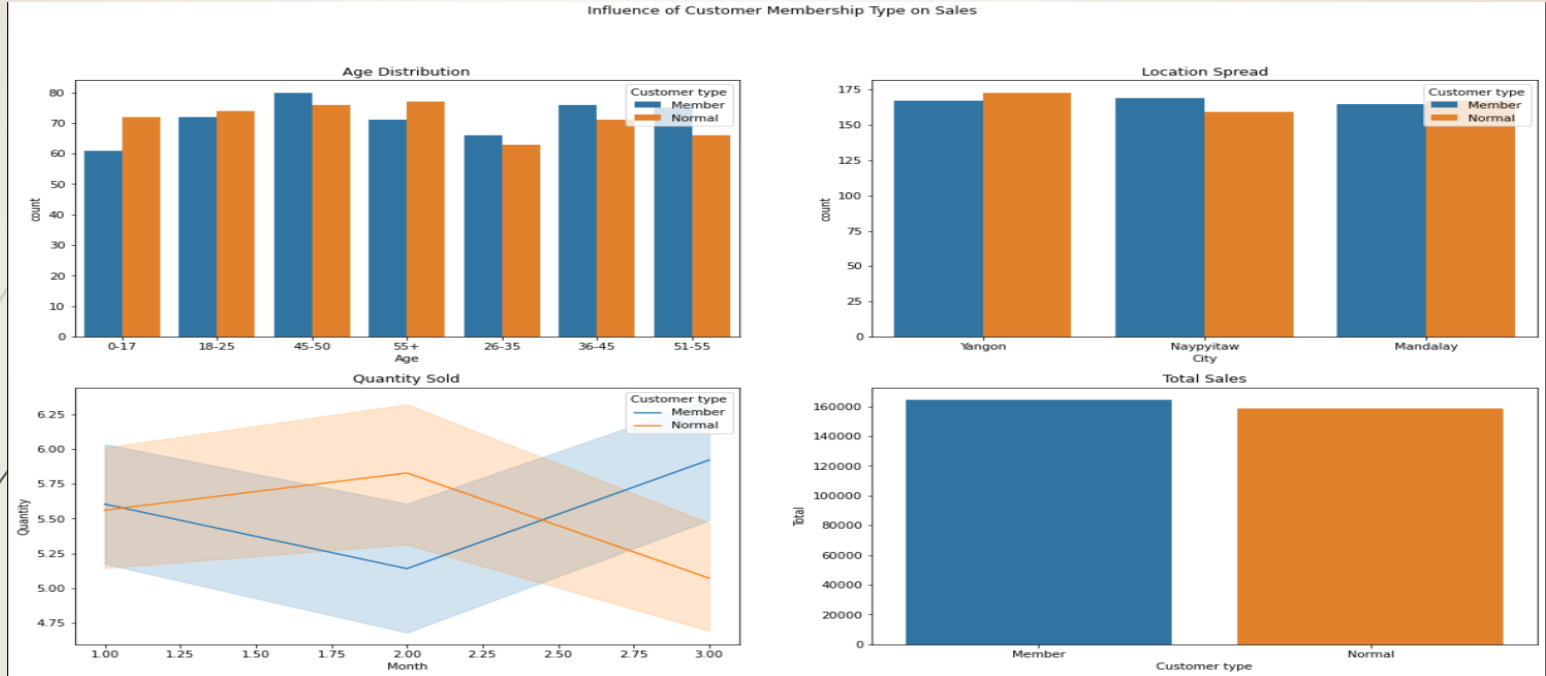 Influence of Customer Membership Type on Sales
Age Distribution
80
70
60
50
40
30
20
10
0
count
Customer type
Member
Normal
0-17 18-25 45-50 55+ 26-35 36-45 51-55
Age
Location Spread
175
150
125
100
75
50
25
0
count
Customer type
Member
Normal
Yangon Naypyitaw Mandalay
City
Quantity Sold
6.25
6.00
5.75
5.50
5.25
5.00
4.75
Quantity
Customer type
Member
Normal
1.00 1.25 1.50 1.75 2.00 2.25 2.50 2.75 3.00
Month
Total Sales
160000
140000
120000
100000
80000
60000
40000
20000
0
Total
Member Normal
Customer type